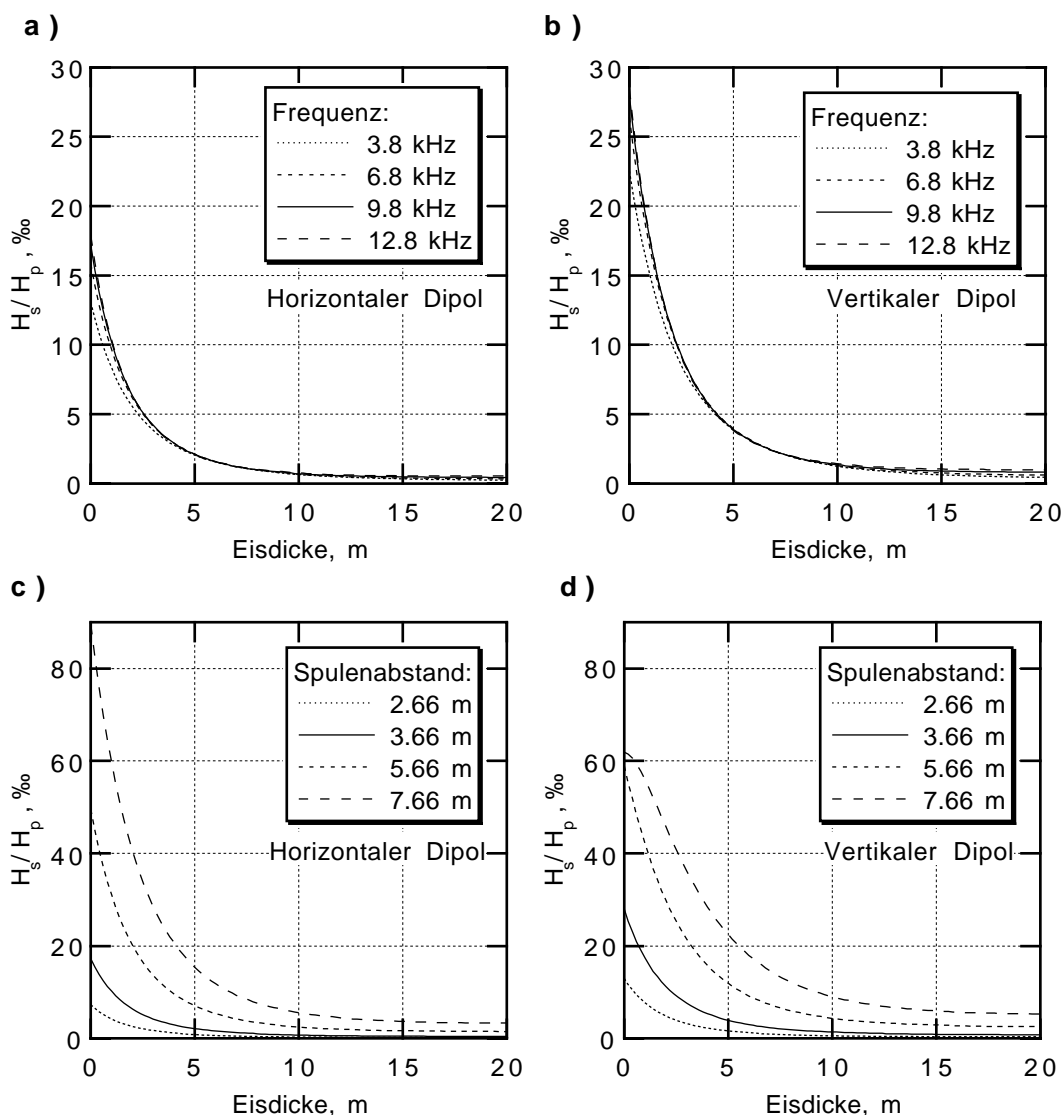 a )
30
25
20
15
10
5
0
H_s/ H_p , ‰
Frequenz:
3.8 kHz
6.8 kHz
9.8 kHz
12.8 kHz
Horizontaler Dipol
0 5 10 15 20
Eisdicke, m
b )
30
25
20
15
10
5
0
H_s/ H_p , ‰
Frequenz:
3.8 kHz
6.8 kHz
9.8 kHz
12.8 kHz
Vertikaler Dipol
0 5 10 15 20
Eisdicke, m
c )
80
60
40
20
0
H_s/ H_p , ‰
Spulenabstand:
2.66 m
3.66 m
5.66 m
7.66 m
Horizontaler Dipol
0 5 10 15 20
Eisdicke, m
d )
80
60
40
20
0
H_s/ H_p , ‰
Spulenabstand:
2.66 m
3.66 m
5.66 m
7.66 m
Vertikaler Dipol
0 5 10 15 20
Eisdicke, m